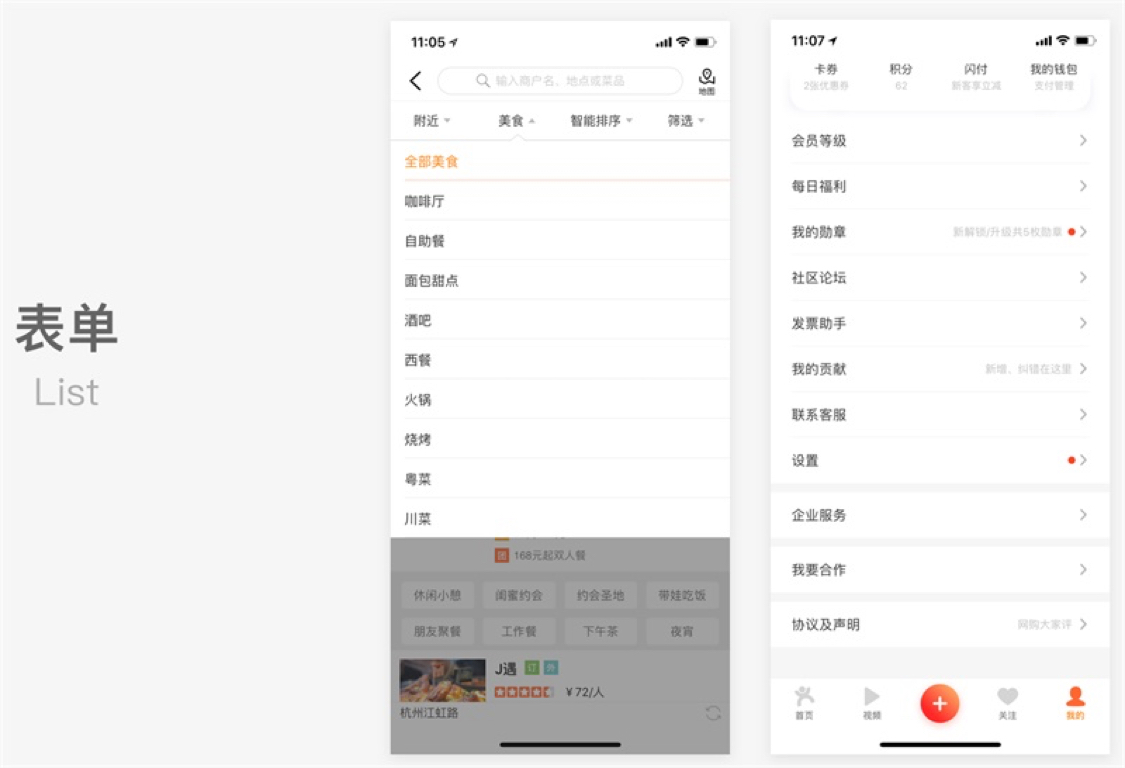 表单
List
11:05
输入商户名、地点或菜品
地图
附近 美食 智能排序 筛选
全部美食
咖啡厅
自助餐
面包甜点
酒吧
西餐
火锅
烧烤
粤菜
川菜
团 168元起双人餐
休闲小憩 闺蜜约会 约会圣地 带娃吃饭
朋友聚餐 工作餐 下午茶 夜宵
J遇 订 外
¥72/人
杭州江虹路
11:07
卡券 积分 闪付 我的钱包
2张优惠券 62 新客享立减 支付管理
会员等级
每日福利
我的勋章 新解锁/升级共5枚勋章
社区论坛
发票助手
我的贡献 新增、纠错在这里
联系客服
设置
企业服务
我要合作
协议及声明 网购大家评
首页 视频 关注 我的